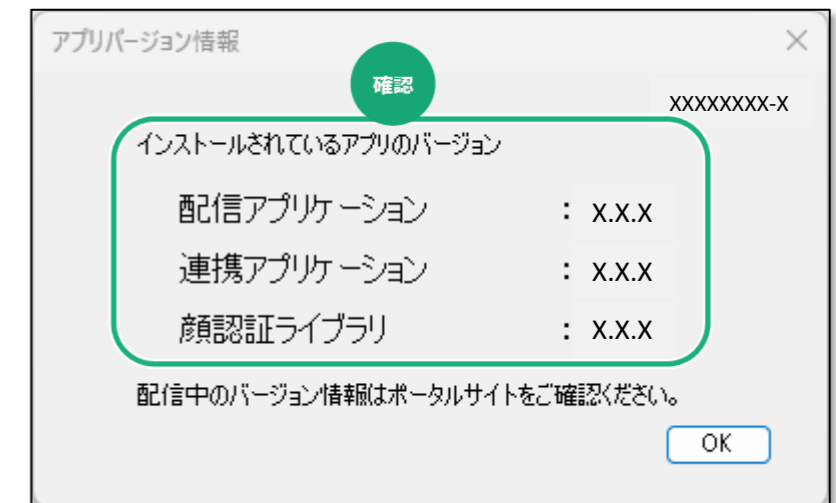 アプリバージョン情報
確認
XXXXXXXX-X
インストールされているアプリのバージョン
配信アプリケーション : X.X.X
連携アプリケーション : X.X.X
顔認証ライブラリ : X.X.X
配信中のバージョン情報はポータルサイトをご確認ください。
OK